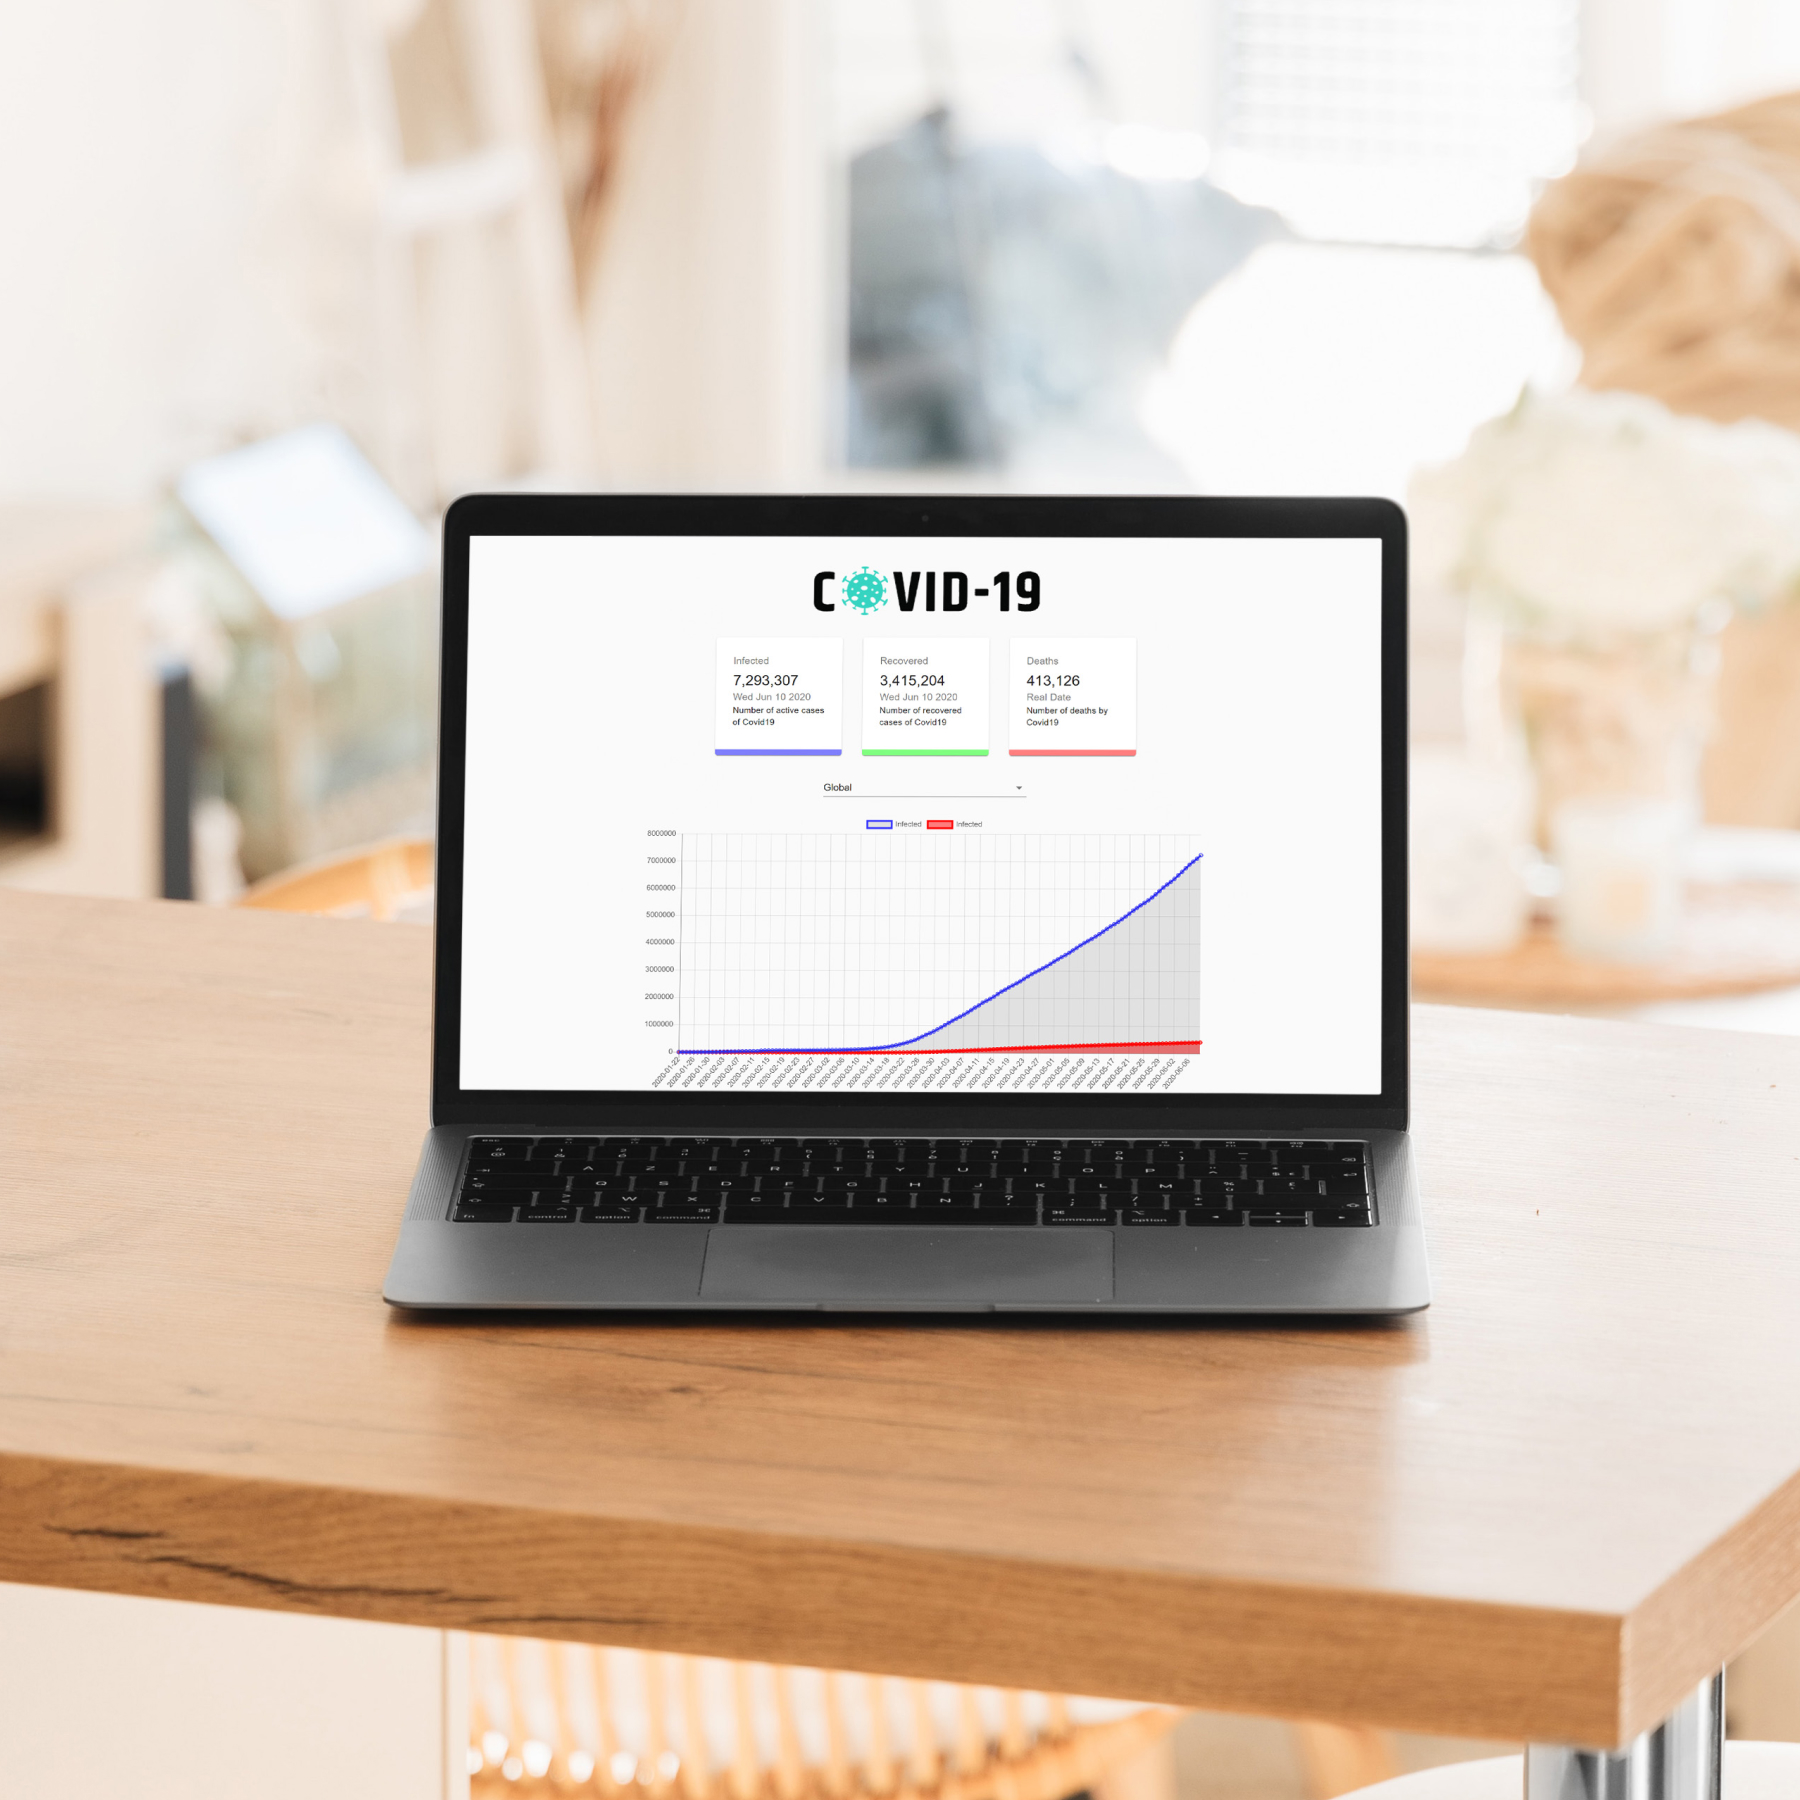 COVID-19
Infected
7,293,307
Wed Jun 10 2020
Number of active cases
of Covid19
Recovered
3,415,204
Wed Jun 10 2020
Number of recovered
cases of Covid19
Deaths
413,126
Real Date
Number of deaths by
Covid19
Global
Infected Infected
8000000
7000000
6000000
5000000
4000000
3000000
2000000
1000000
0
2020-01-22 2020-01-26 2020-01-30 2020-02-03 2020-02-07 2020-02-11 2020-02-15 2020-02-19 2020-02-23 2020-02-27 2020-03-02 2020-03-06 2020-03-10 2020-03-14 2020-03-18 2020-03-22 2020-03-26 2020-03-30 2020-04-03 2020-04-07 2020-04-11 2020-04-15 2020-04-19 2020-04-23 2020-04-27 2020-05-01 2020-05-05 2020-05-09 2020-05-13 2020-05-17 2020-05-21 2020-05-25 2020-05-29 2020-06-02 2020-06-06
esc
A Z E R T Y U I O P
Q S D F G H J K L M
W X C V B N
fn control option command command option